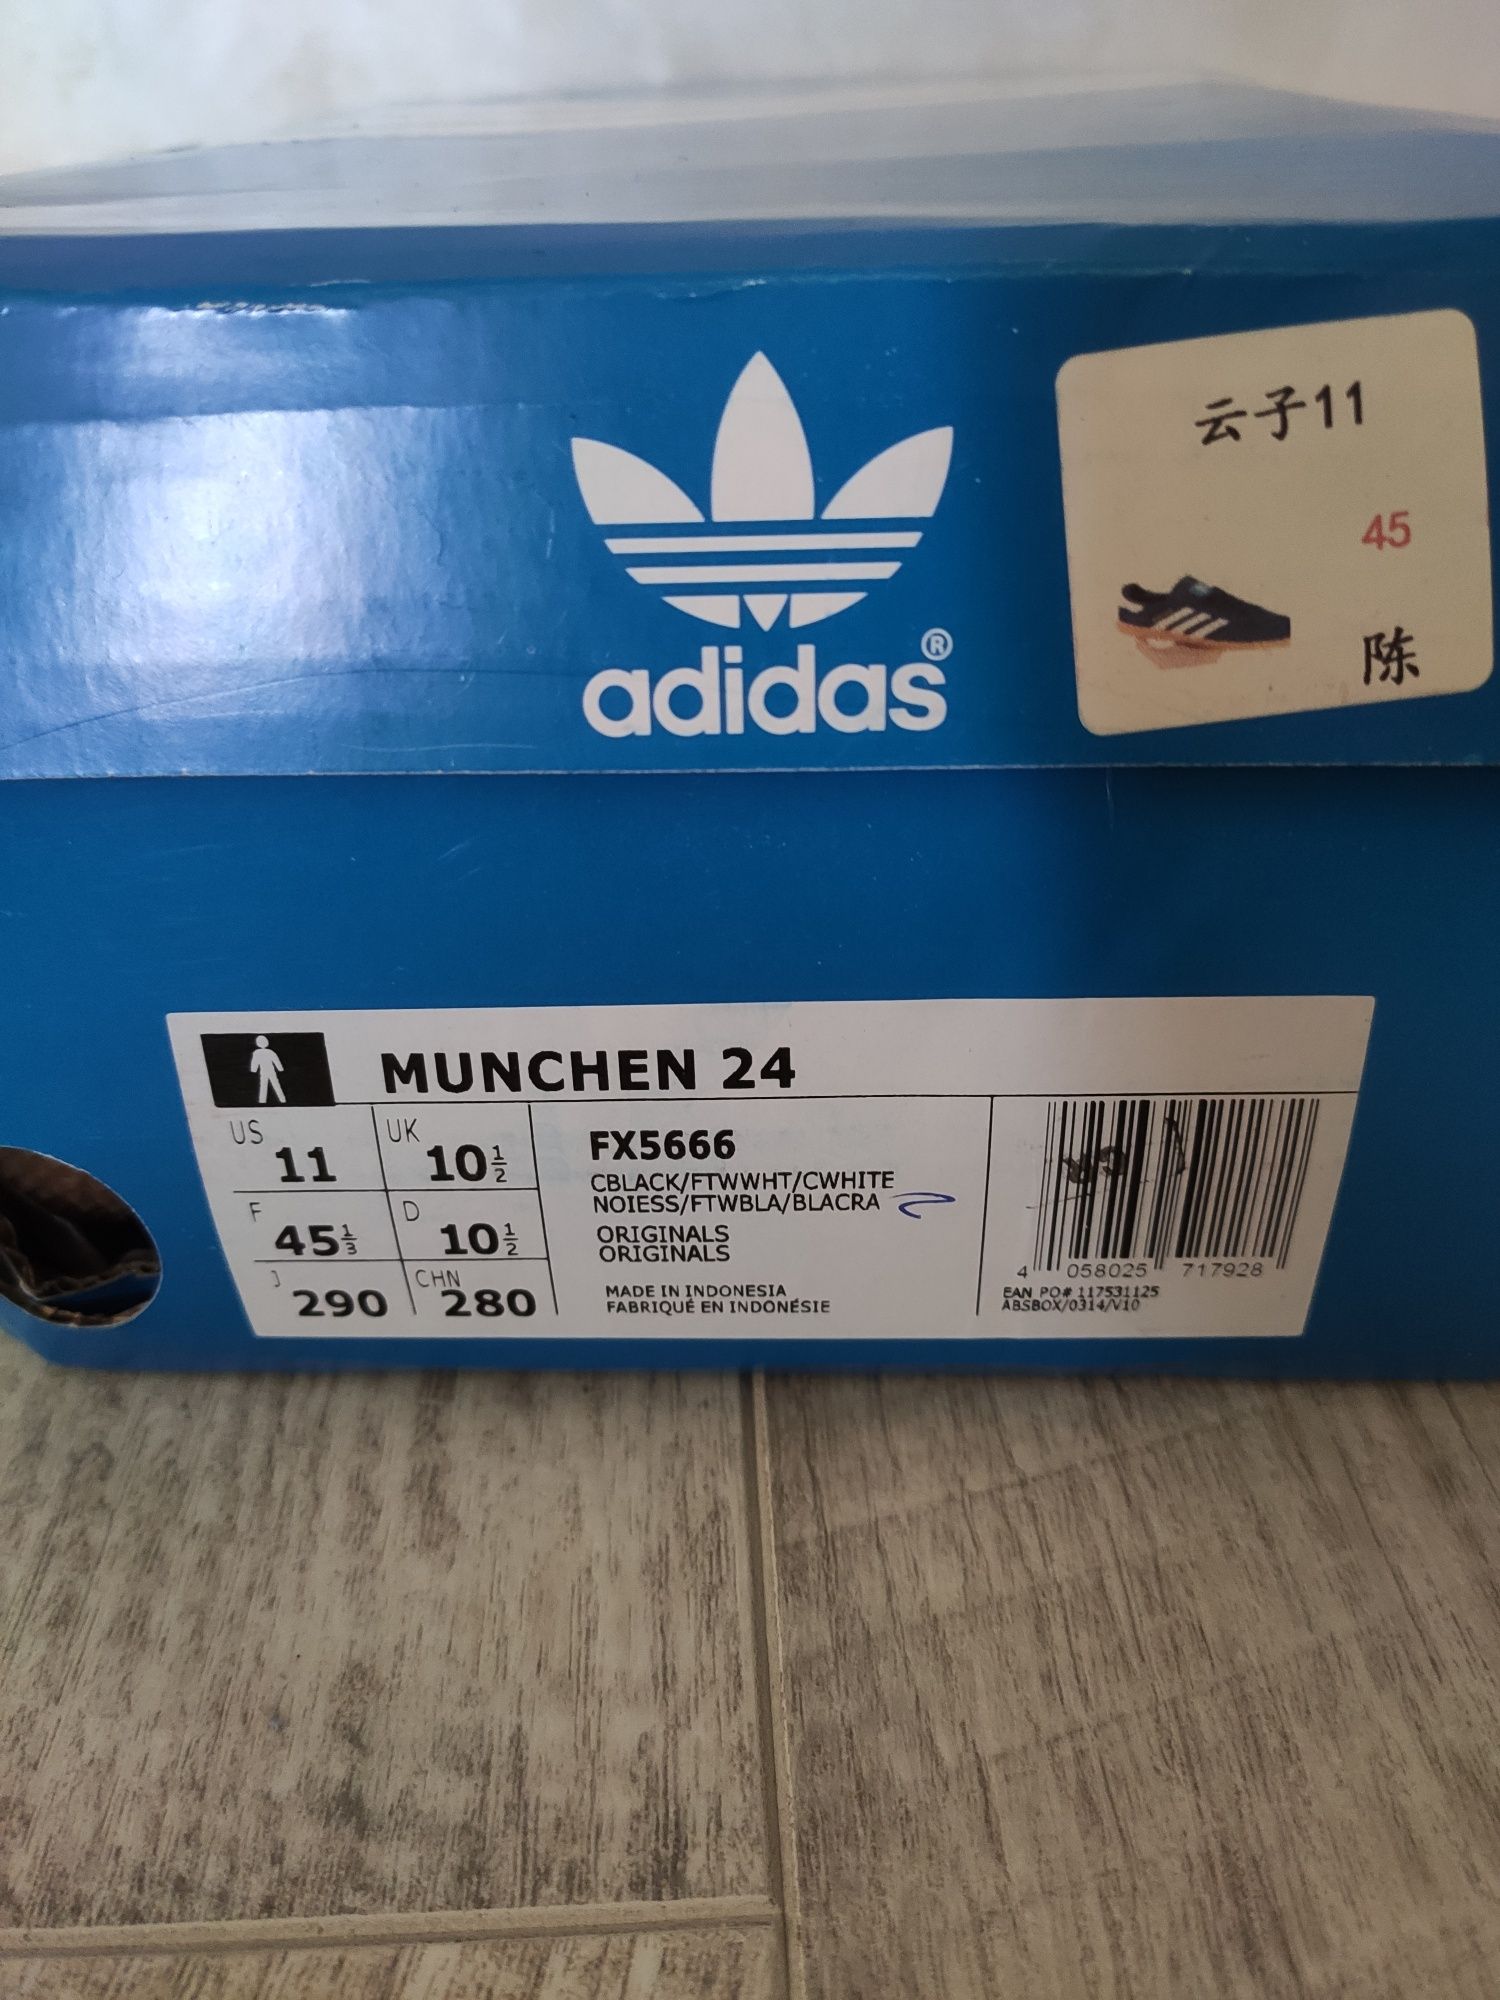 云子11
45
陈
adidas®
MUNCHEN 24
US 11 UK 10½
F 45⅓ D 10½
J 290 CHN 280
FX5666
CBLACK/FTWWHT/CWHITE
NOIESS/FTWBLA/BLACRA
ORIGINALS
ORIGINALS
MADE IN INDONESIA
FABRIQUÉ EN INDONÉSIE
4 058025 717928
EAN PO# 117531125
ABSBOX/0314/V10